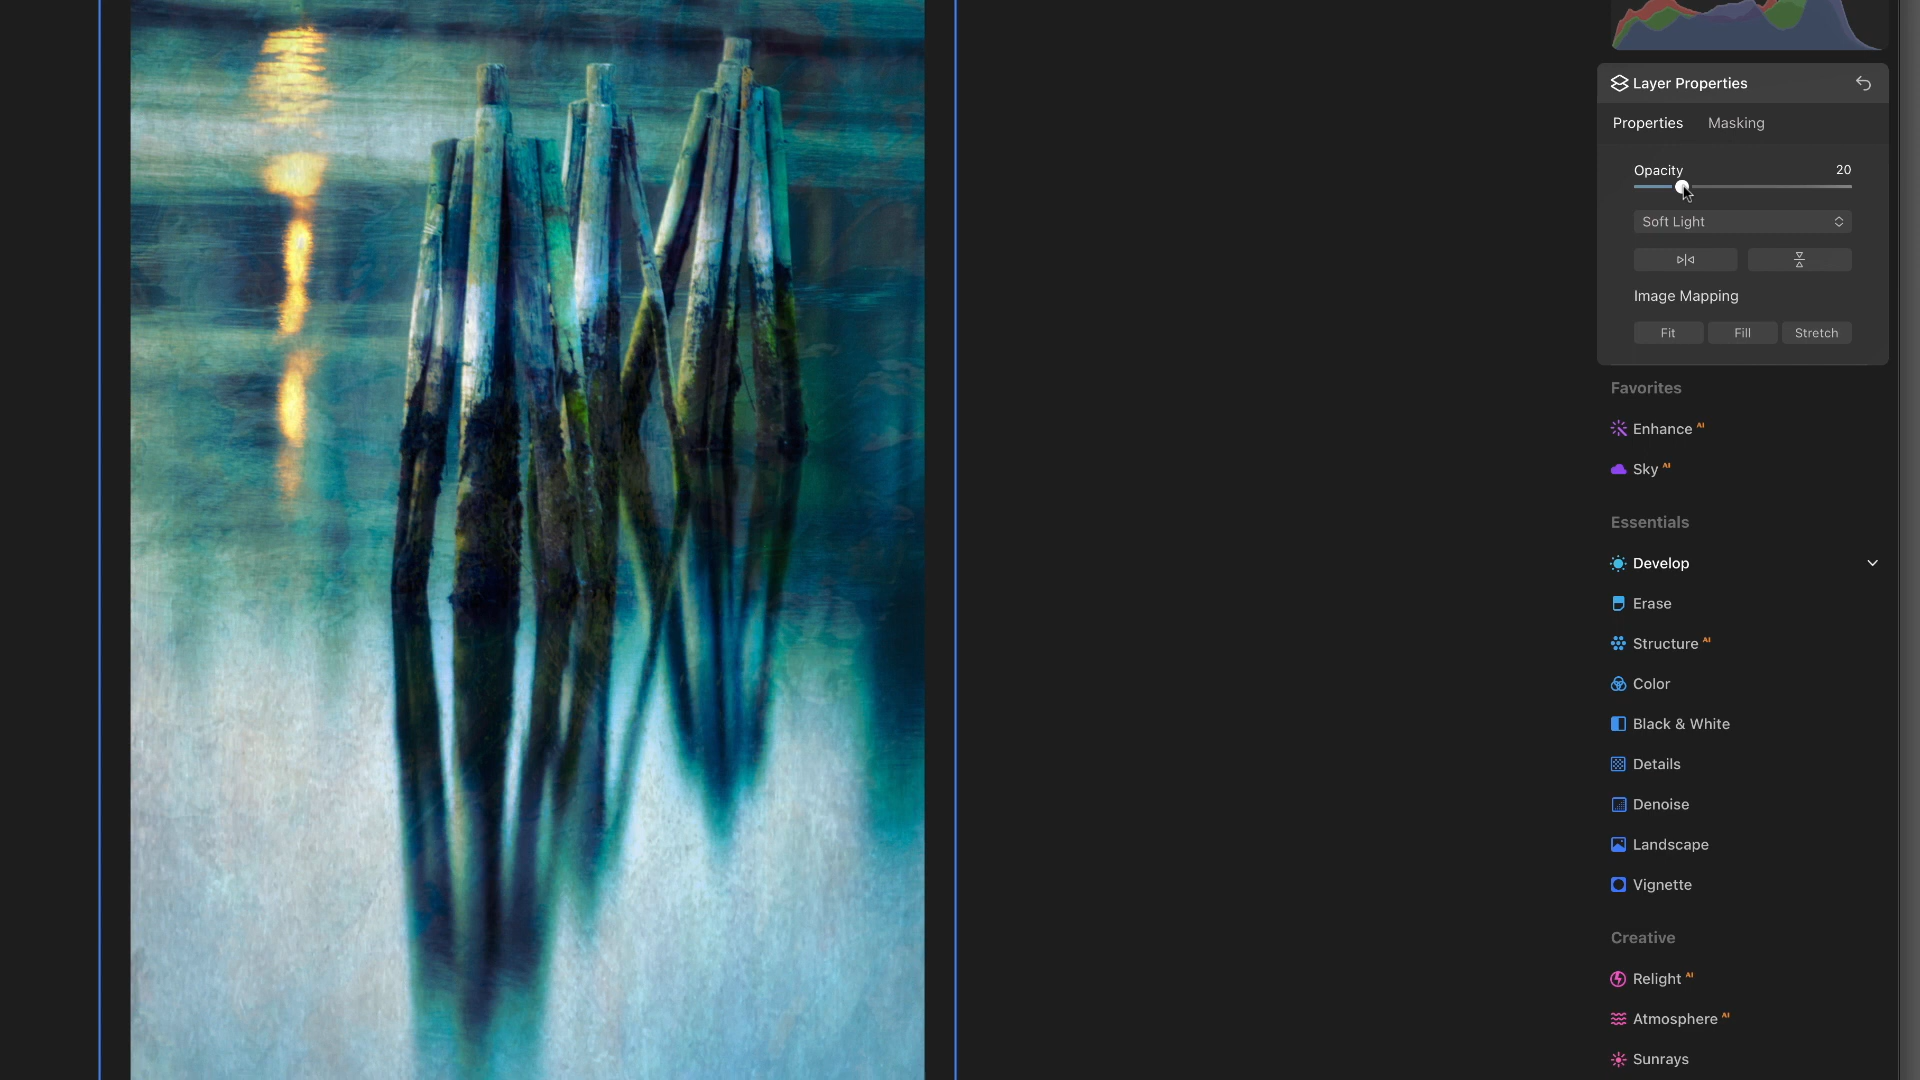 Layer Properties
Properties Masking
Opacity 20
Soft Light
Image Mapping
Fit Fill Stretch
Favorites
Enhance AI
Sky AI
Essentials
Develop
Erase
Structure AI
Color
Black & White
Details
Denoise
Landscape
Vignette
Creative
Relight AI
Atmosphere AI
Sunrays